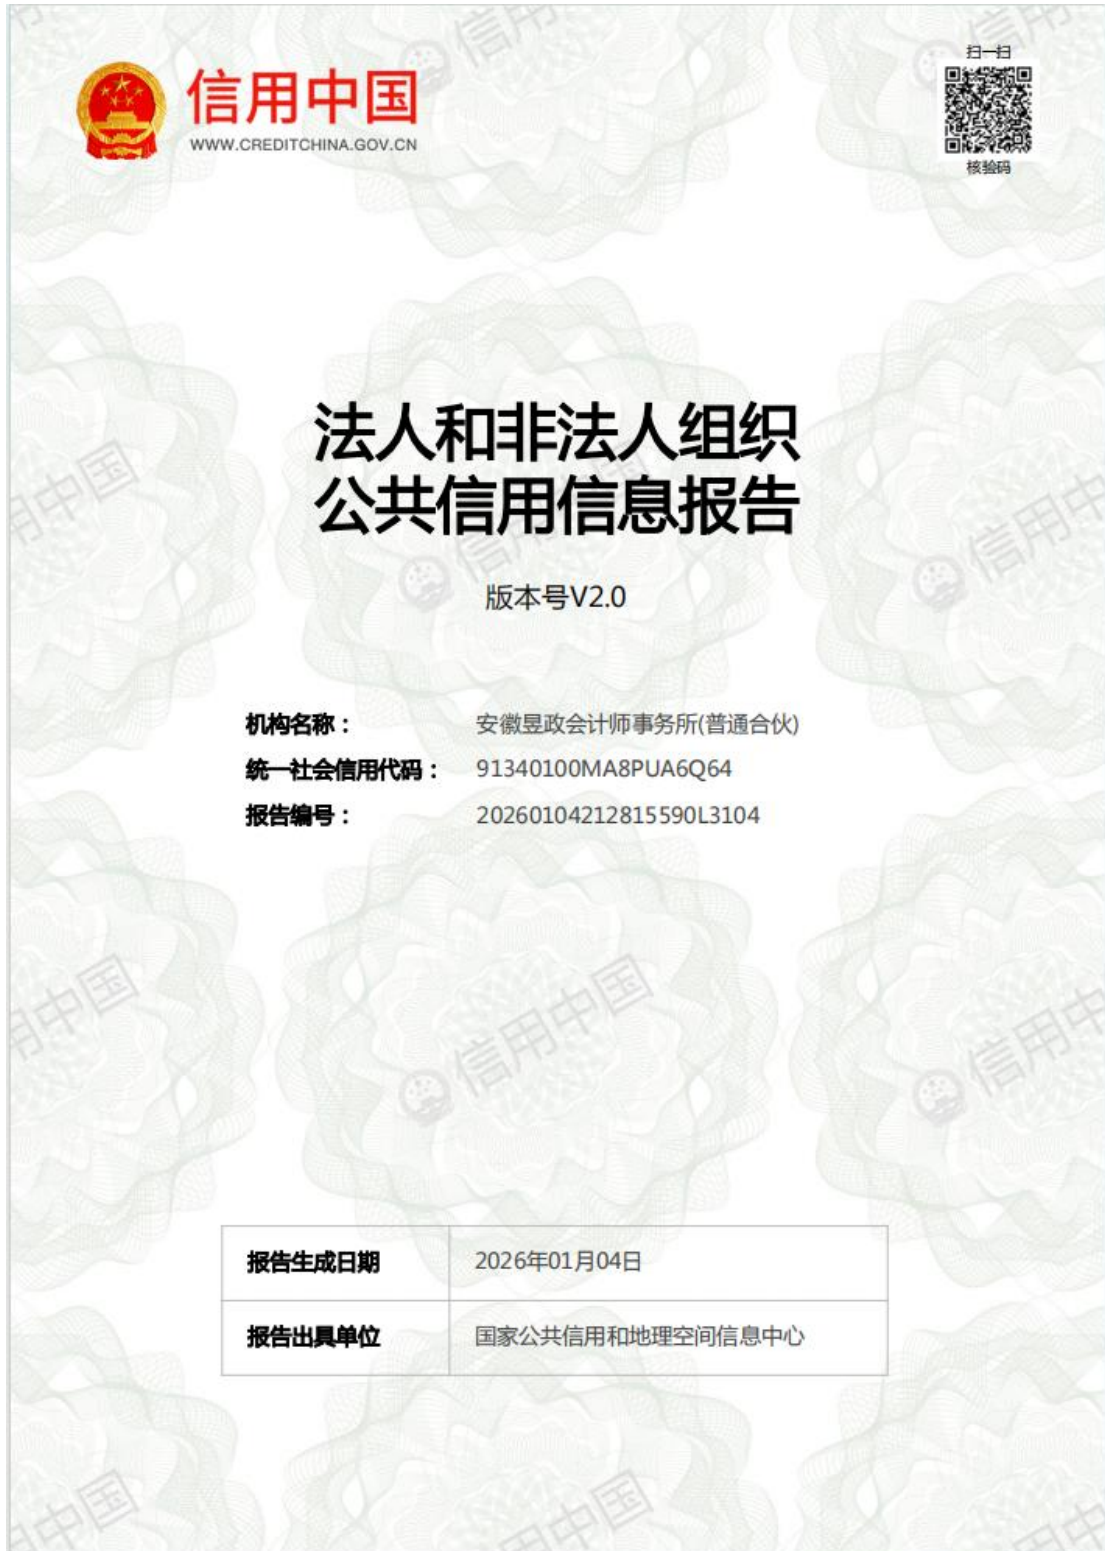 信用中国
WWW.CREDITCHINA.GOV.CN
扫一扫
核验码
法人和非法人组织
公共信用信息报告
版本号V2.0
机构名称： 安徽昱政会计师事务所(普通合伙)
统一社会信用代码： 91340100MA8PUA6Q64
报告编号： 20260104212815590L3104
报告生成日期 2026年01月04日
报告出具单位 国家公共信用和地理空间信息中心